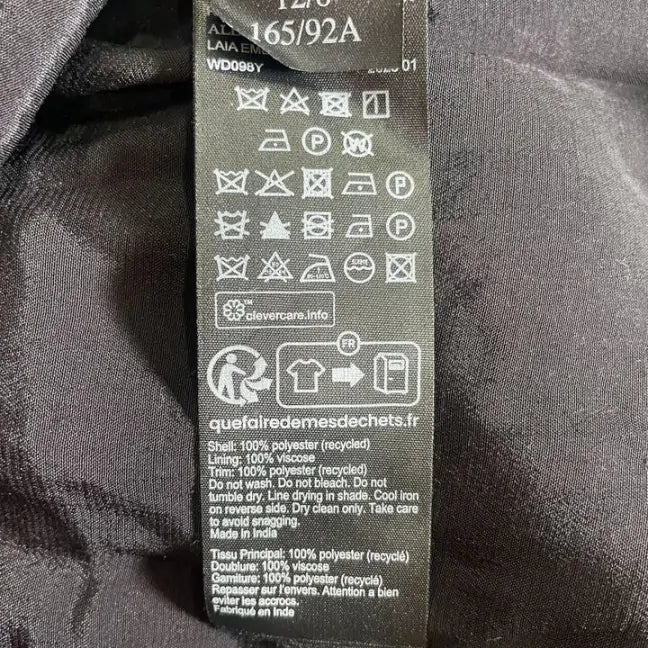 165/92A
LAIA
WD098Y 01
P
W
P
P
clevercare.info
FR
quefairedemesdechets.fr
Shell: 100% polyester (recycled)
Lining: 100% viscose
Trim: 100% polyester (recycled)
Do not wash. Do not bleach. Do not
tumble dry. Line drying in shade. Cool iron
on reverse side. Dry clean only. Take care
to avoid snagging.
Made in India
Tissu Principal: 100% polyester (recyclé)
Doublure: 100% viscose
Garniture: 100% polyester (recyclé)
Repasser sur l'envers. Attention a bien
eviter les accrocs.
Fabriqué en Inde